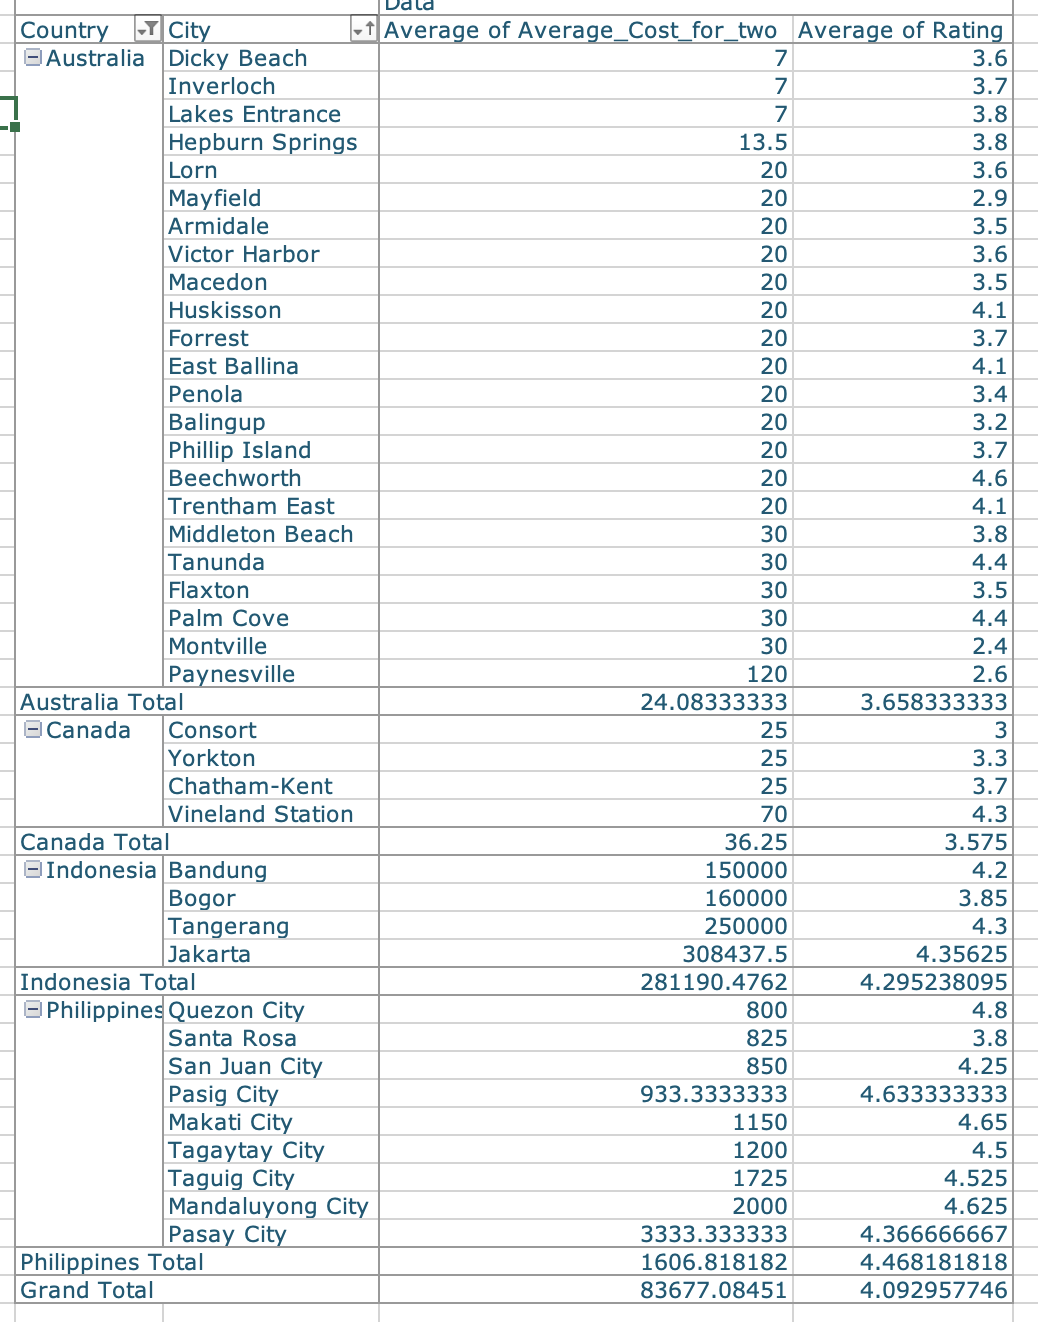 Data
Country City Average of Average_Cost_for_two Average of Rating
Australia Dicky Beach 7 3.6
Inverloch 7 3.7
Lakes Entrance 7 3.8
Hepburn Springs 13.5 3.8
Lorn 20 3.6
Mayfield 20 2.9
Armidale 20 3.5
Victor Harbor 20 3.6
Macedon 20 3.5
Huskisson 20 4.1
Forrest 20 3.7
East Ballina 20 4.1
Penola 20 3.4
Balingup 20 3.2
Phillip Island 20 3.7
Beechworth 20 4.6
Trentham East 20 4.1
Middleton Beach 30 3.8
Tanunda 30 4.4
Flaxton 30 3.5
Palm Cove 30 4.4
Montville 30 2.4
Paynesville 120 2.6
Australia Total 24.08333333 3.658333333
Canada Consort 25 3
Yorkton 25 3.3
Chatham-Kent 25 3.7
Vineland Station 70 4.3
Canada Total 36.25 3.575
Indonesia Bandung 150000 4.2
Bogor 160000 3.85
Tangerang 250000 4.3
Jakarta 308437.5 4.35625
Indonesia Total 281190.4762 4.295238095
Philippines Quezon City 800 4.8
Santa Rosa 825 3.8
San Juan City 850 4.25
Pasig City 933.3333333 4.633333333
Makati City 1150 4.65
Tagaytay City 1200 4.5
Taguig City 1725 4.525
Mandaluyong City 2000 4.625
Pasay City 3333.333333 4.366666667
Philippines Total 1606.818182 4.468181818
Grand Total 83677.08451 4.092957746